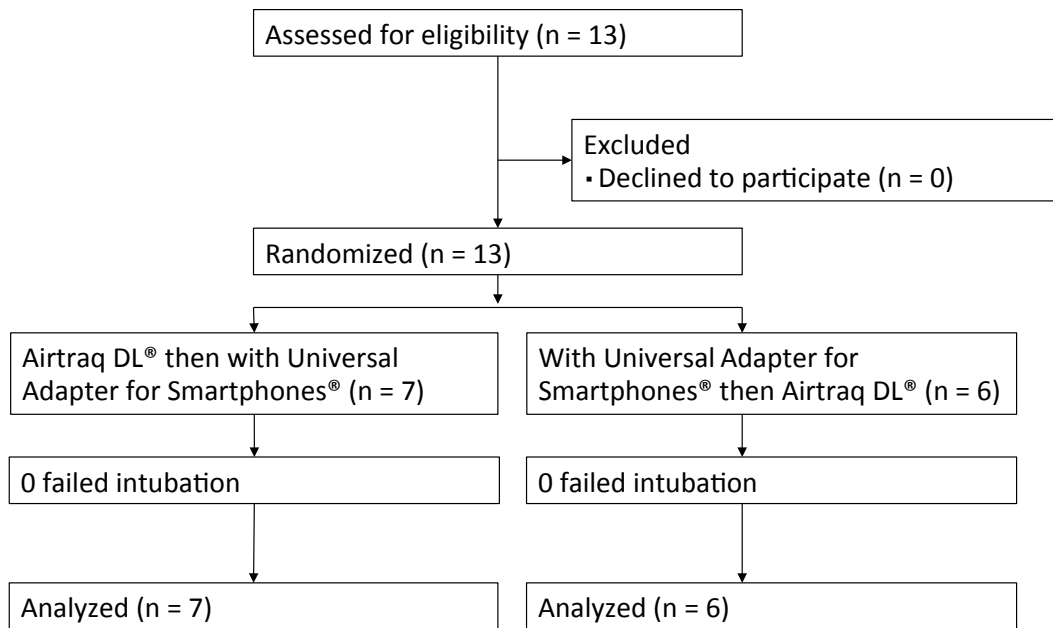 Assessed for eligibility (n = 13)
Excluded
▪ Declined to participate (n = 0)
Randomized (n = 13)
Airtraq DL® then with Universal
Adapter for Smartphones® (n = 7)
With Universal Adapter for
Smartphones® then Airtraq DL® (n = 6)
0 failed intubation
0 failed intubation
Analyzed (n = 7)
Analyzed (n = 6)